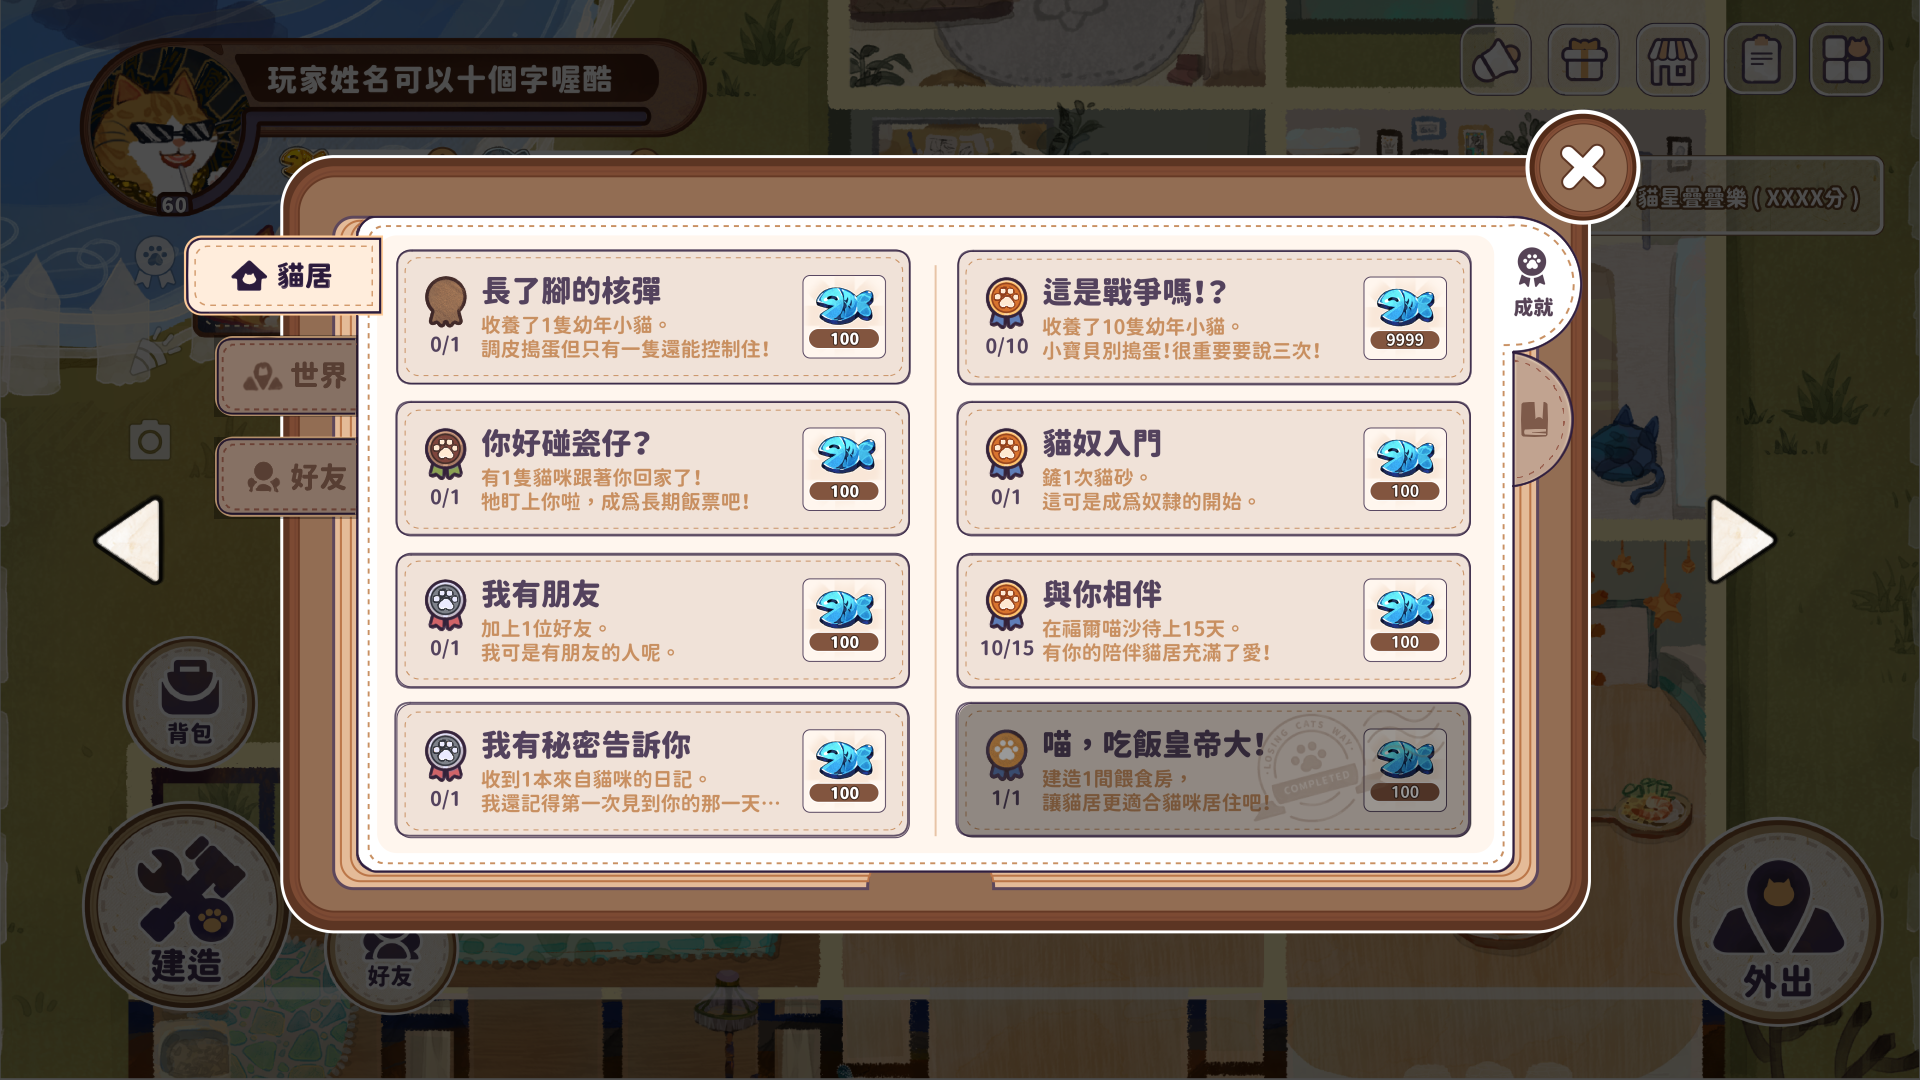 玩家姓名可以十個字喔酷
60
貓星疊疊樂(XXXX分)
貓居
世界
好友
成就
長了腳的核彈
收養了1隻幼年小貓。
調皮搗蛋但只有一隻還能控制住!
0/1
100
這是戰爭嗎!?
收養了10隻幼年小貓。
小寶貝別搗蛋!很重要要說三次!
0/10
9999
你好碰瓷仔?
有1隻貓咪跟著你回家了!
牠盯上你啦,成為長期飯票吧!
0/1
100
貓奴入門
鏟1次貓砂。
這可是成為奴隸的開始。
0/1
100
我有朋友
加上1位好友。
我可是有朋友的人呢。
0/1
100
與你相伴
在福爾喵沙待上15天。
有你的陪伴貓居充滿了愛!
10/15
100
我有秘密告訴你
收到1本來自貓咪的日記。
我還記得第一次見到你的那一天⋯
0/1
100
喵,吃飯皇帝大!
建造1間餵食房,
讓貓居更適合貓咪居住吧!
1/1
100
LOSING CATS WAY
COMPLETED
背包
建造
好友
外出